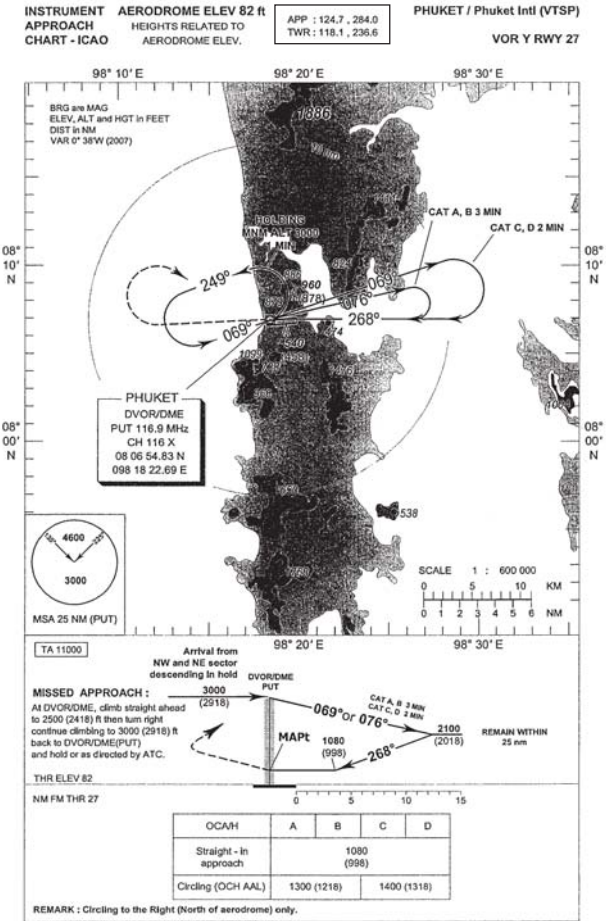 INSTRUMENT APPROACH CHART - ICAO
AERODROME ELEV 82 ft
HEIGHTS RELATED TO
AERODROME ELEV.
APP : 124.7 , 284.0
TWR : 118.1 , 236.6
PHUKET / Phuket Intl (VTSP)
VOR Y RWY 27
98° 10' E
98° 20' E
98° 30' E
BRG are MAG
ELEV, ALT and HGT in FEET
DIST in NM
VAR 0° 38'W (2007)
1886
10 nm
HOLDING
MNM ALT 3000
1 MIN
CAT A, B 3 MIN
CAT C, D 2 MIN
08°
10'
N
08°
10'
N
249°
960
069°
076°
268°
069°
474
540
PHUKET
DVOR/DME
PUT 116.9 MHz
CH 116 X
08 06 54.83 N
098 18 22.69 E
08°
00'
N
08°
00'
N
538
130°
225°
4600
3000
MSA 25 NM (PUT)
SCALE 1 : 600 000
0 5 10 KM
0 1 2 3 4 5 6 NM
98° 20' E
98° 30' E
TA 11000
Arrival from
NW and NE sector
descending in hold
3000
(2918)
DVOR/DME
PUT
MISSED APPROACH :
At DVOR/DME, climb straight ahead
to 2500 (2418) ft then turn right
continue climbing to 3000 (2918) ft
back to DVOR/DME(PUT)
and hold or as directed by ATC.
069° or 076°
CAT A, B 3 MIN
CAT C, D 2 MIN
2100
(2018)
REMAIN WITHIN
25 nm
MAPt
1080
(998)
268°
THR ELEV 82
NM FM THR 27
0 5 10 15
OCA/H A B C D
Straight - in
approach
1080
(998)
Circling (OCH AAL) 1300 (1218) 1400 (1318)
REMARK : Circling to the Right (North of aerodrome) only.